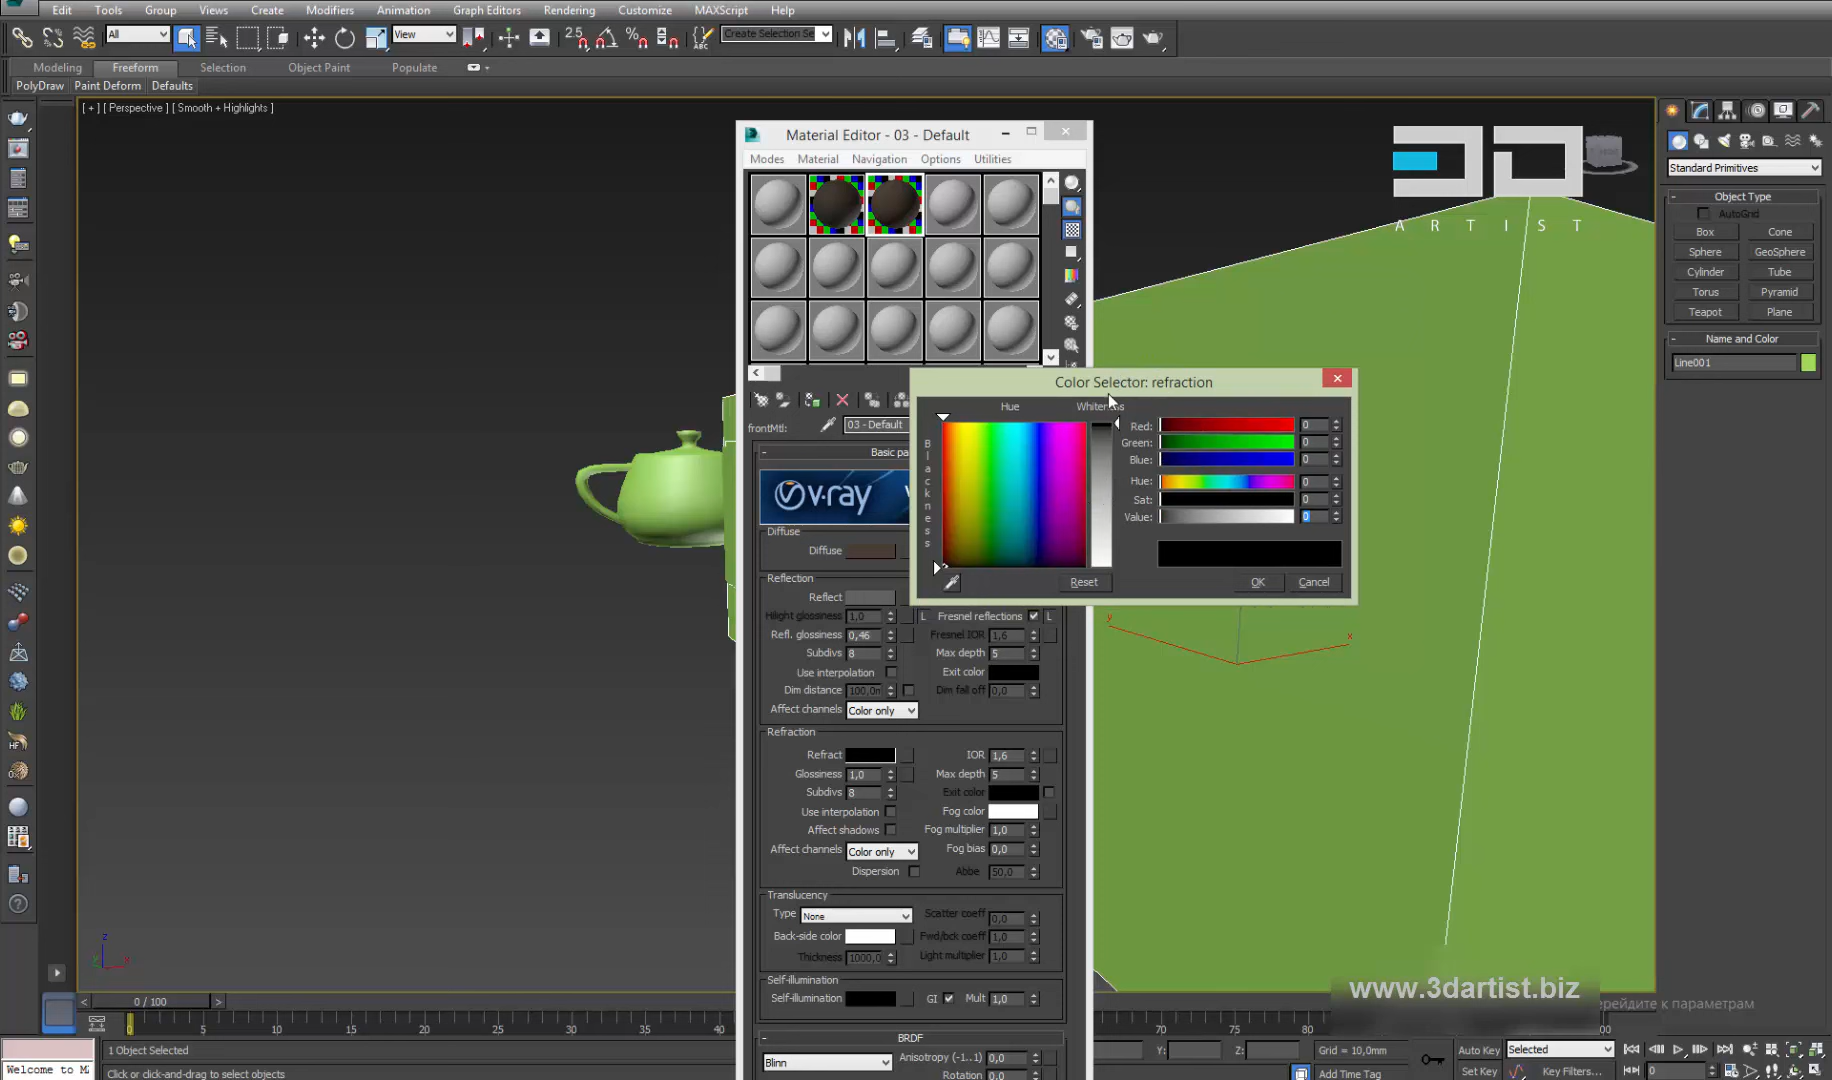 Edit Tools Group Views Create Modifiers Animation Graph Editors Rendering Customize MAXScript Help
All View 2.5 Create Selection Se
Modeling Freeform Selection Object Paint Populate
PolyDraw Paint Deform Defaults
[ + ] [ Perspective ] [ Smooth + Highlights ]
Material Editor - 03 - Default
Modes Material Navigation Options Utilities
3D
ARTIST
Standard Primitives
Object Type
AutoGrid
Box Cone
Sphere GeoSphere
Cylinder Tube
Torus Pyramid
Teapot Plane
Name and Color
Line001
Color Selector: refraction
Hue
Blackness
Red: 0
Green: 0
Blue: 0
Hue: 0
Sat: 0
Value: 0
Reset OK Cancel
frontMtl: 03 - Default
Basic pa
v·ray
Diffuse
Diffuse
Reflection
Reflect
Hilight glossiness 1,0 L Fresnel reflections L
Refl. glossiness 0,46 Fresnel IOR 1,6
Subdivs 8 Max depth 5
Use interpolation Exit color
Dim distance Dim fall off 0,0
Affect channels Color only
Refraction
Refract IOR 1,6
Glossiness 1,0 Max depth 5
Subdivs 8 Exit color
Use interpolation Fog color
Affect shadows Fog multiplier 1,0
Affect channels Color only Fog bias 0,0
Dispersion Abbe 50,0
Translucency
Type None Scatter coeff 0,0
Back-side color Fwd/bck coeff 1,0
Thickness 1000,0 Light multiplier 1,0
Self-illumination
Self-illumination GI Mult 1,0
BRDF
Blinn Anisotropy (-1..1) 0,0
Rotation 0,0
y x
z
y x
www.3dartist.biz
ерейдите к параметрам
0 / 100
0 5 10 15 20 25 30 35 40 70 75 80 85 90 95 00
1 Object Selected Y: Z: Grid = 10,0mm Auto Key Selected
Welcome to M Click or click-and-drag to select objects Add Time Tag Set Key Key Filters... 0